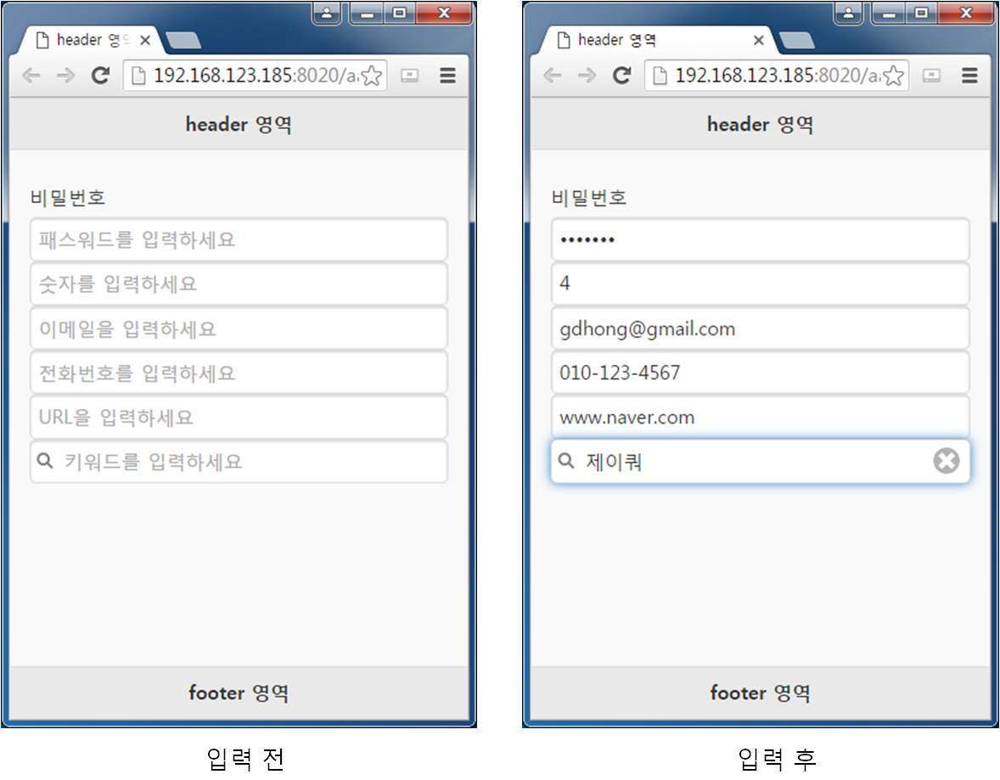 header 영역
192.168.123.185:8020/a
header 영역
비밀번호
패스워드를 입력하세요
숫자를 입력하세요
이메일을 입력하세요
전화번호를 입력하세요
URL을 입력하세요
키워드를 입력하세요
footer 영역
입력 전
header 영역
192.168.123.185:8020/a
header 영역
비밀번호
•••••••
4
gdhong@gmail.com
010-123-4567
www.naver.com
제이쿼
footer 영역
입력 후